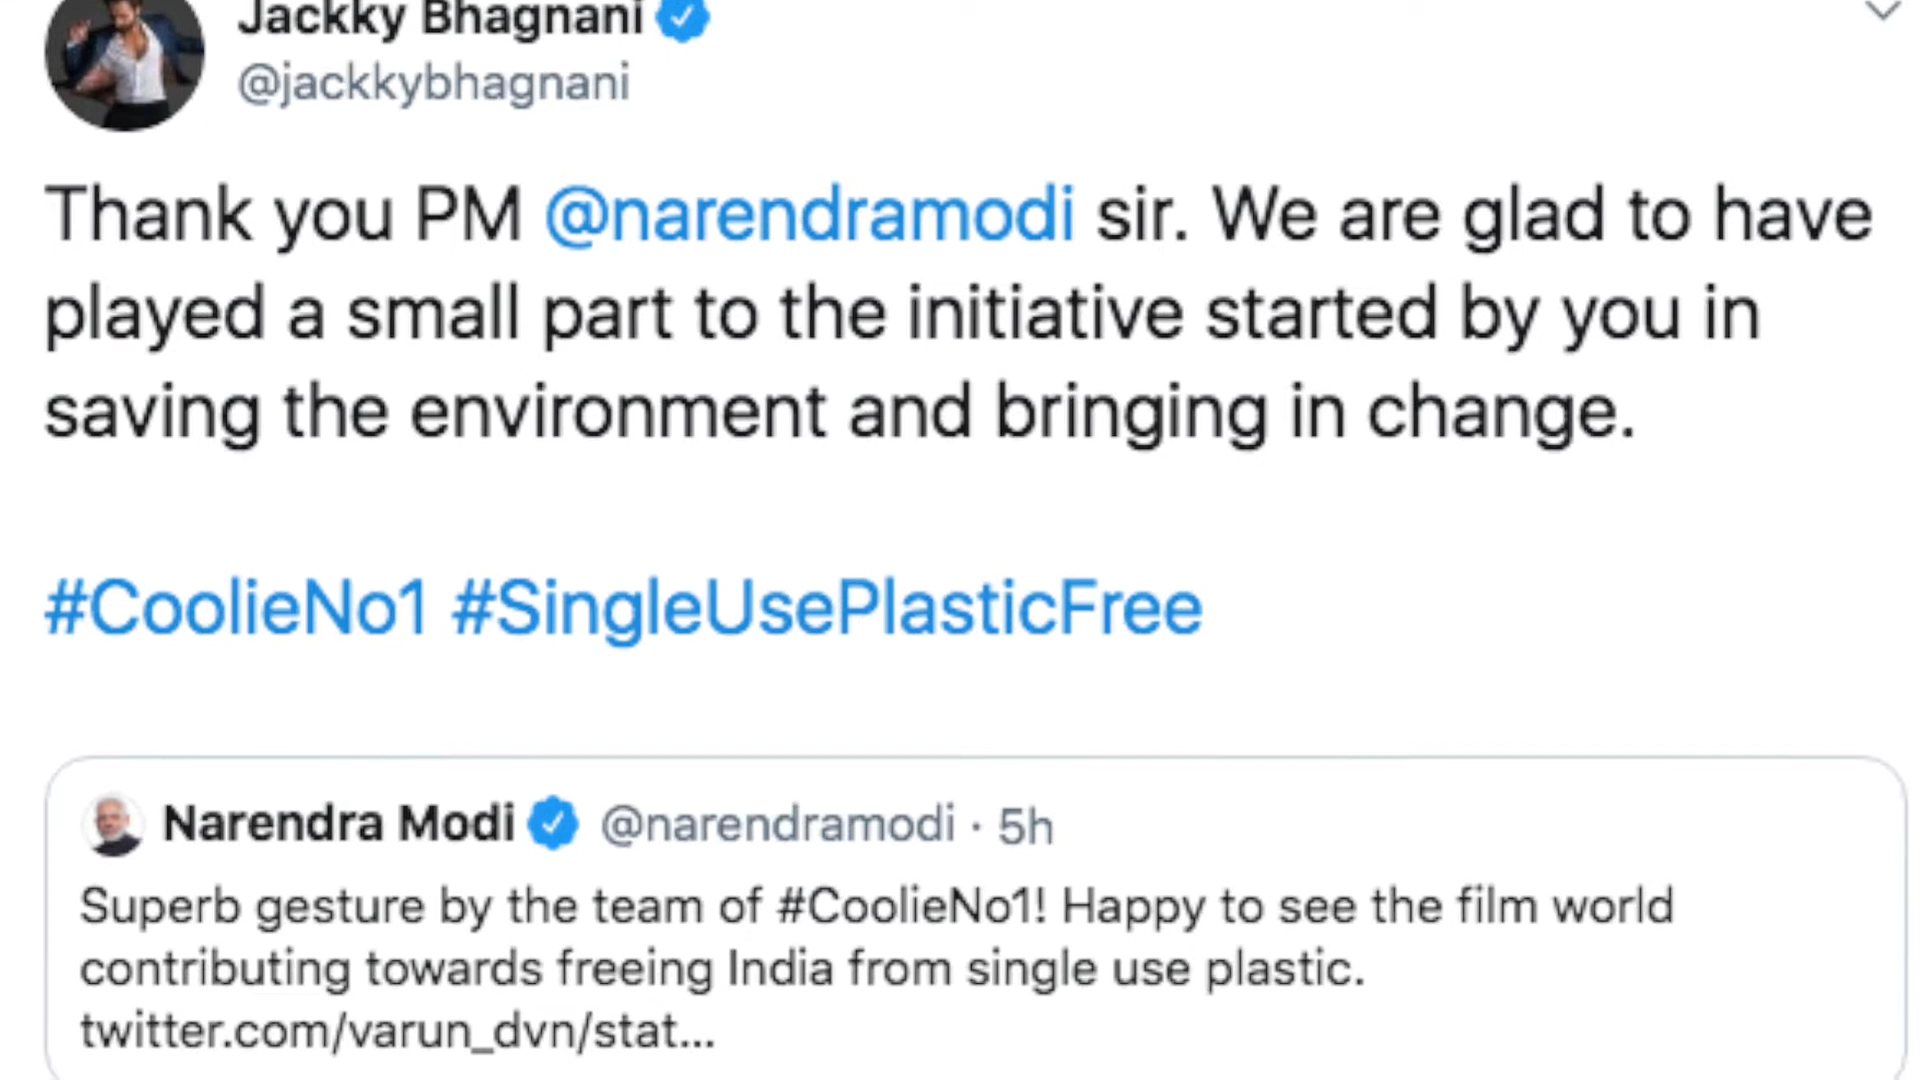 Jackky Bhagnani
@jackkybhagnani
Thank you PM @narendramodi sir. We are glad to have
played a small part to the initiative started by you in
saving the environment and bringing in change.
#CoolieNo1 #SingleUsePlasticFree
Narendra Modi @narendramodi · 5h
Superb gesture by the team of #CoolieNo1! Happy to see the film world
contributing towards freeing India from single use plastic.
twitter.com/varun_dvn/stat...